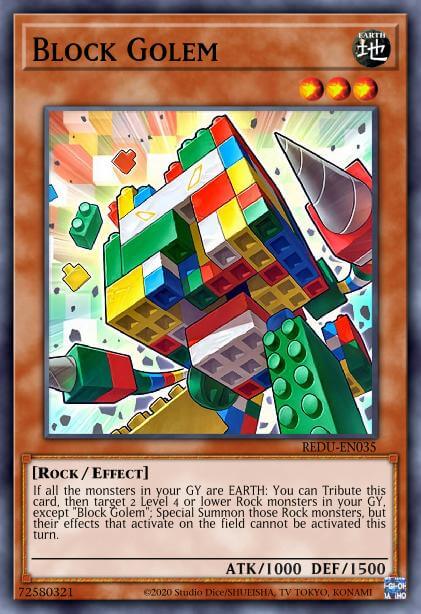 BLOCK GOLEM
EARTH
地
REDU-EN035
[ROCK / EFFECT]
If all the monsters in your GY are EARTH: You can Tribute this
card, then target 2 Level 4 or lower Rock monsters in your GY,
except "Block Golem"; Special Summon those Rock monsters, but
their effects that activate on the field cannot be activated this
turn.
ATK/1000 DEF/1500
72580321
©2020 Studio Dice/SHUEISHA, TV TOKYO, KONAMI